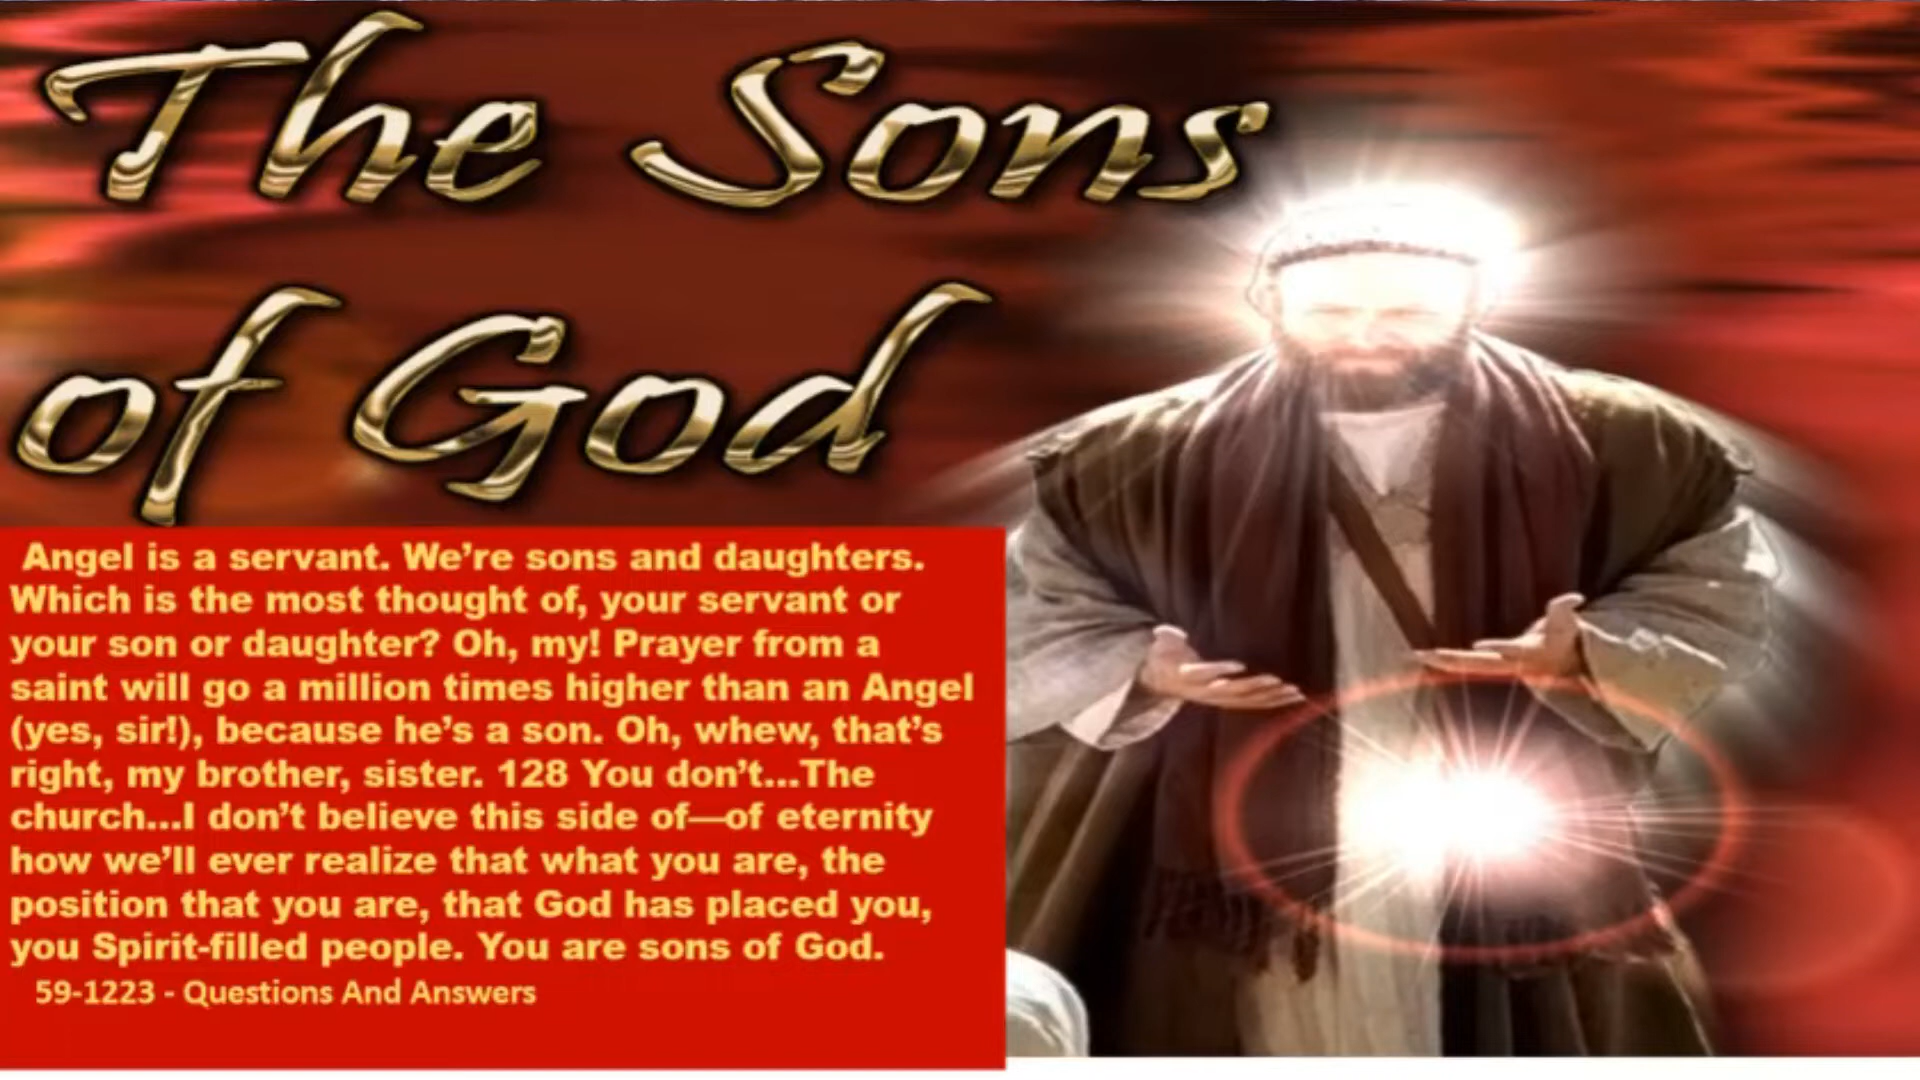 The Sons
of God
Angel is a servant. We’re sons and daughters.
Which is the most thought of, your servant or
your son or daughter? Oh, my! Prayer from a
saint will go a million times higher than an Angel
(yes, sir!), because he’s a son. Oh, whew, that’s
right, my brother, sister. 128 You don’t...The
church...I don’t believe this side of—of eternity
how we’ll ever realize that what you are, the
position that you are, that God has placed you,
you Spirit-filled people. You are sons of God.
59-1223 - Questions And Answers